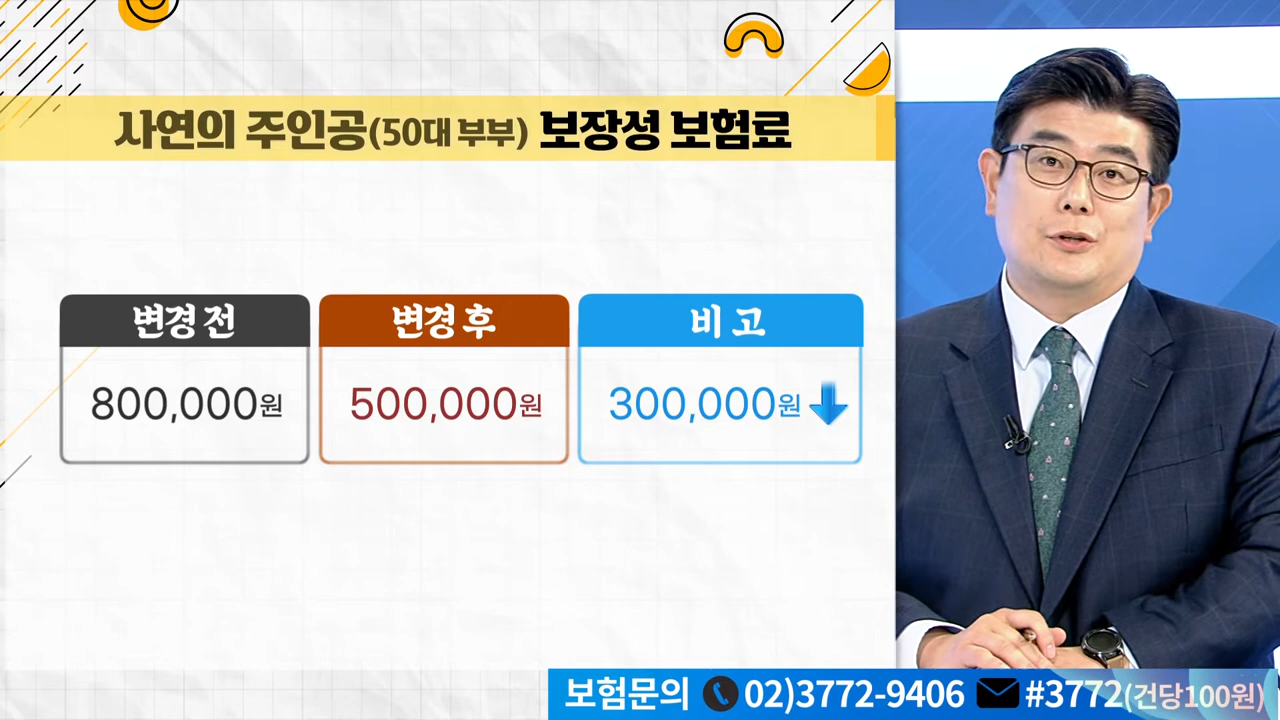 사연의 주인공(50대 부부) 보장성 보험료
변경 전 변경 후 비 고
800,000원 500,000원 300,000원
보험문의 02)3772-9406 #3772(건당100원)